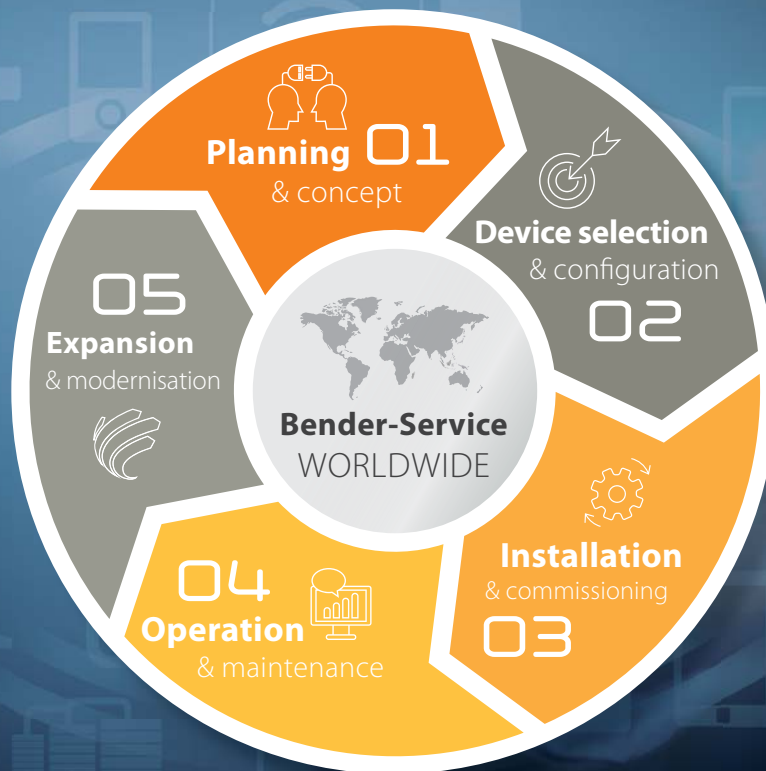 Planning 01
& concept
Device selection
& configuration
02
Installation
& commissioning
03
04
Operation
& maintenance
05
Expansion
& modernisation
Bender-Service
WORLDWIDE